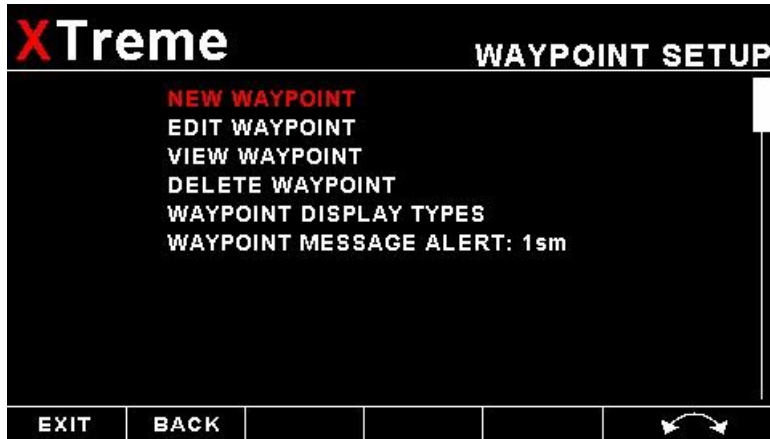 XTreme
WAYPOINT SETUP
NEW WAYPOINT
EDIT WAYPOINT
VIEW WAYPOINT
DELETE WAYPOINT
WAYPOINT DISPLAY TYPES
WAYPOINT MESSAGE ALERT: 1sm
EXIT BACK